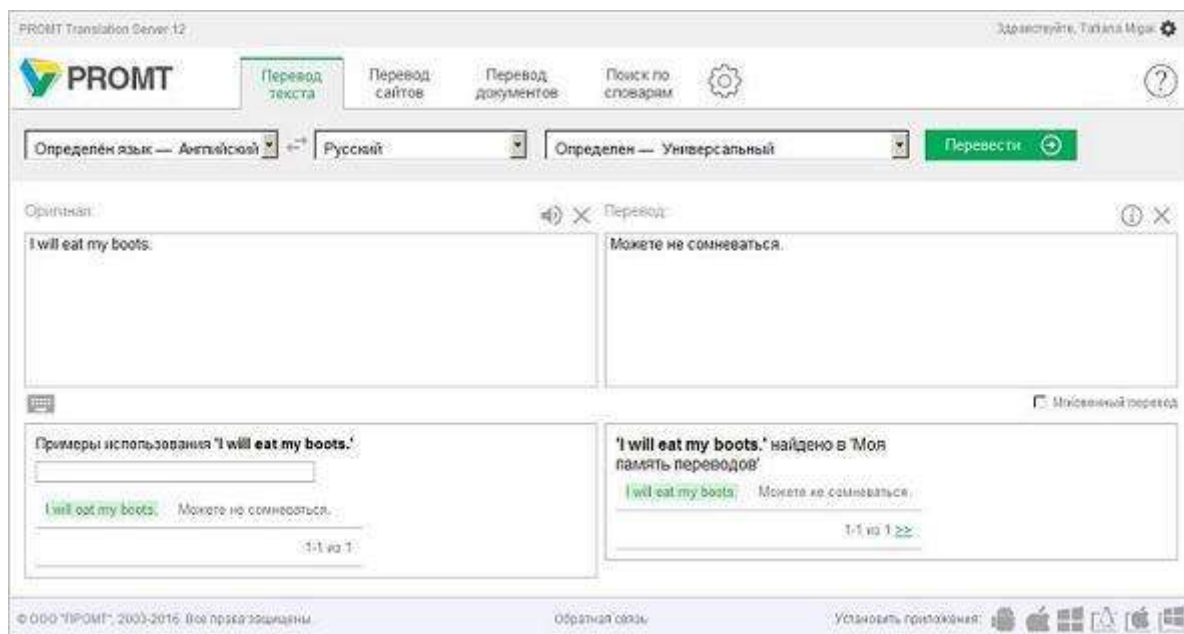 PROMT Translation Server 12
Здравствуйте, Tatiana Migal
PROMT
Перевод текста
Перевод сайтов
Перевод документов
Поиск по словарям
?
Определён язык — Английский
Русский
Определен — Универсальный
Перевести
Оригинал:
Перевод:
I will eat my boots.
Можете не сомневаться.
Мгновенный перевод
Примеры использования 'I will eat my boots.'
I will eat my boots. Можете не сомневаться.
1-1 из 1
'I will eat my boots.' найдено в 'Моя
память переводов'
I will eat my boots. Можете не сомневаться.
1-1 из 1 >>
© ООО "ПРОМТ", 2003-2016. Все права защищены.
Обратная связь
Установить приложения: